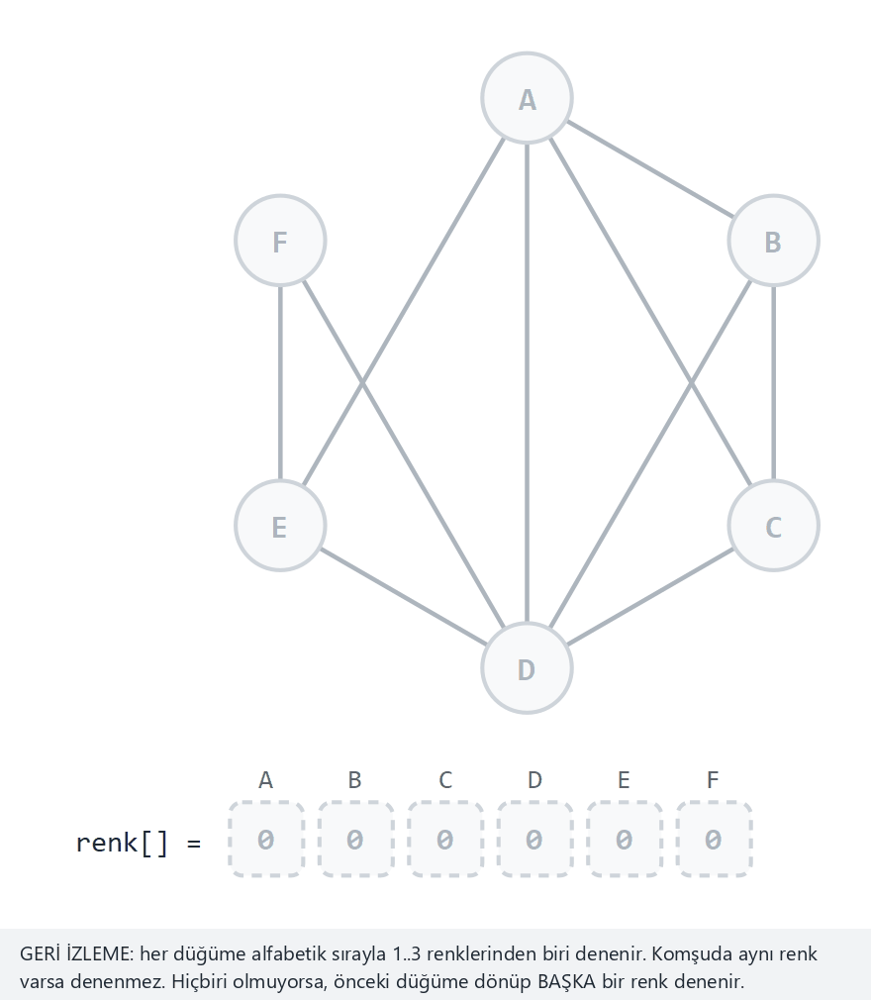 A
F
B
E
C
D
A B C D E F
renk[] = 0 0 0 0 0 0
GERİ İZLEME: her düğüme alfabetik sırayla 1..3 renklerinden biri denenir. Komşuda aynı renk
varsa denenmez. Hiçbiri olmuyorsa, önceki düğüme dönüp BAŞKA bir renk denenir.